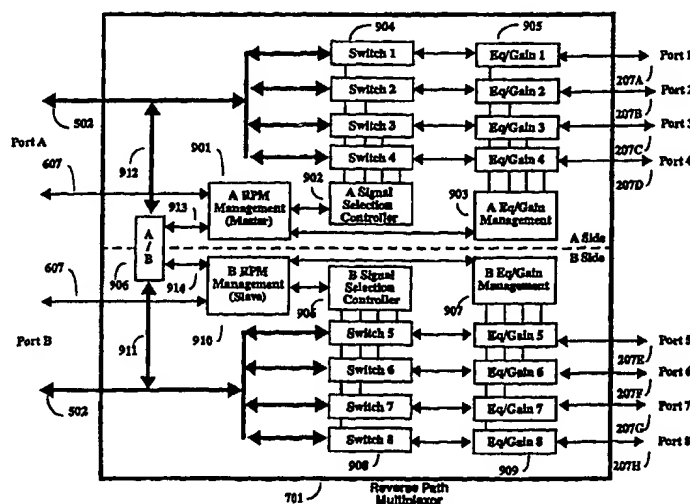 904
905
Switch 1
Eq/Gain 1
Port 1
207A
Switch 2
Eq/Gain 2
Port 2
207B
502
Switch 3
Eq/Gain 3
Port 3
207C
Port A
912
901
Switch 4
Eq/Gain 4
Port 4
207D
607
902
A RPM
Management
(Master)
A Signal
Selection
Controller
903
A Eq/Gain
Management
913
A Side
A
/
B
B Side
607
906
914
B RPM
Management
(Slave)
906
B Signal
Selection
Controller
907
B Eq/Gain
Management
Port B
911
910
Switch 5
Eq/Gain 5
Port 5
207E
Switch 6
Eq/Gain 6
Port 6
207F
502
Switch 7
Eq/Gain 7
Port 7
207G
Switch 8
Eq/Gain 8
Port 8
207H
908
909
701
Reverse Path
Multiplexor